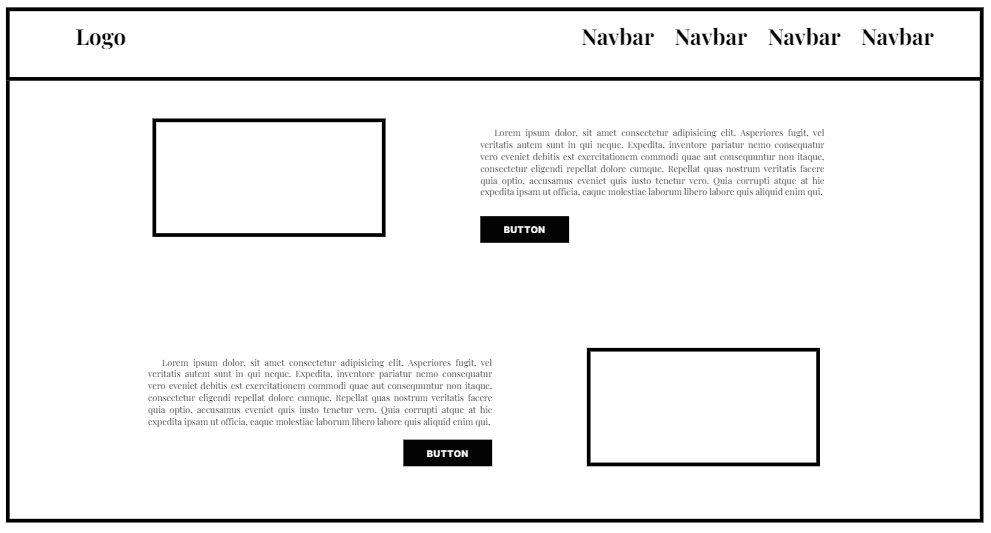 Logo
Navbar Navbar Navbar Navbar
Lorem ipsum dolor, sit amet consectetur adipisicing elit. Asperiores fugit, vel
veritatis autem sunt in qui neque. Expedita, inventore pariatur nemo consequatur
vero eveniet debitis est exercitationem commodi quae aut consequuntur non itaque,
consectetur eligendi repellat dolore cumque. Repellat quas nostrum veritatis facere
quia optio, accusamus eveniet quis iusto tenetur vero. Quia corrupti atque at hic
expedita ipsam ut officia, eaque molestiae laborum libero labore quis aliquid enim qui.
BUTTON
Lorem ipsum dolor, sit amet consectetur adipisicing elit. Asperiores fugit, vel
veritatis autem sunt in qui neque. Expedita, inventore pariatur nemo consequatur
vero eveniet debitis est exercitationem commodi quae aut consequuntur non itaque,
consectetur eligendi repellat dolore cumque. Repellat quas nostrum veritatis facere
quia optio, accusamus eveniet quis iusto tenetur vero. Quia corrupti atque at hic
expedita ipsam ut officia, eaque molestiae laborum libero labore quis aliquid enim qui.
BUTTON